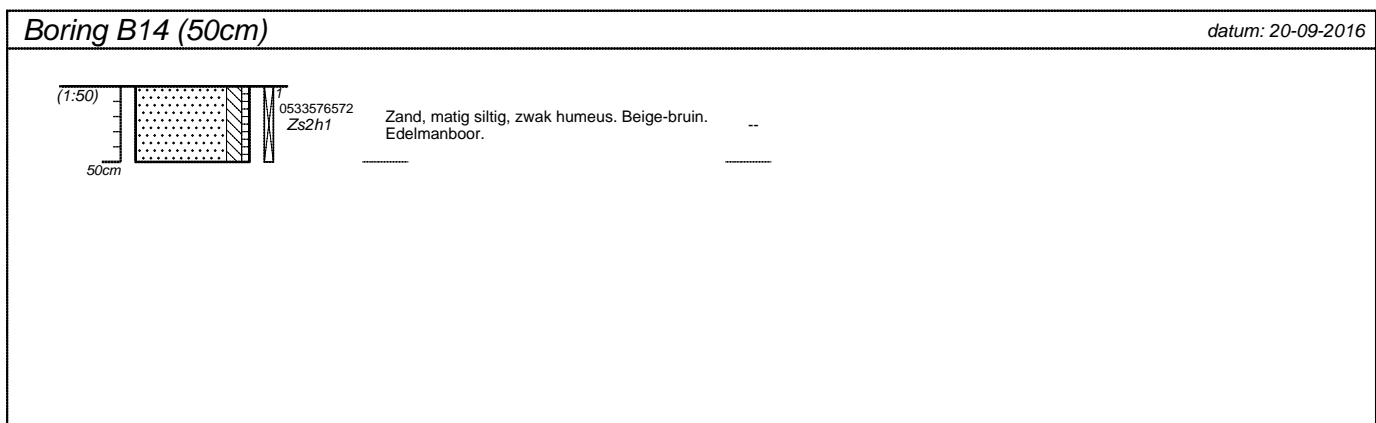 Boring B14 (50cm)
datum: 20-09-2016
(1:50)
1
0533576572
Zs2h1
Zand, matig siltig, zwak humeus. Beige-bruin.
Edelmanboor.
--
50cm